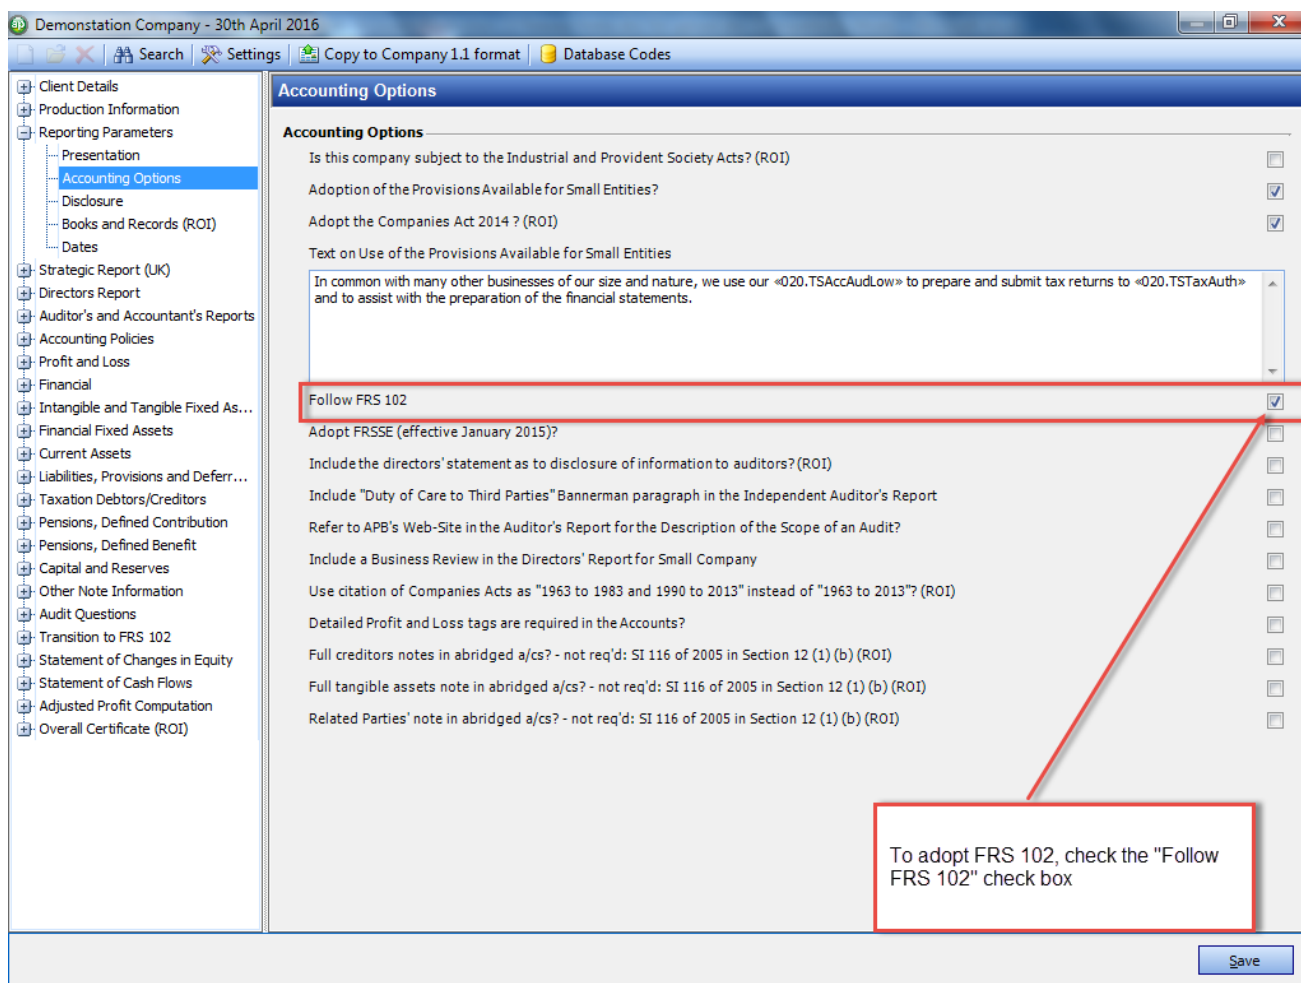 Demonstation Company - 30th April 2016
Search Settings Copy to Company 1.1 format Database Codes
Client Details
Production Information
Reporting Parameters
Presentation
Accounting Options
Disclosure
Books and Records (ROI)
Dates
Strategic Report (UK)
Directors Report
Auditor's and Accountant's Reports
Accounting Policies
Profit and Loss
Financial
Intangible and Tangible Fixed As...
Financial Fixed Assets
Current Assets
Liabilities, Provisions and Deferr...
Taxation Debtors/Creditors
Pensions, Defined Contribution
Pensions, Defined Benefit
Capital and Reserves
Other Note Information
Audit Questions
Transition to FRS 102
Statement of Changes in Equity
Statement of Cash Flows
Adjusted Profit Computation
Overall Certificate (ROI)
Accounting Options
Accounting Options
Is this company subject to the Industrial and Provident Society Acts? (ROI)
Adoption of the Provisions Available for Small Entities?
Adopt the Companies Act 2014 ? (ROI)
Text on Use of the Provisions Available for Small Entities
In common with many other businesses of our size and nature, we use our «020.TSAccAudLow» to prepare and submit tax returns to «020.TSTaxAuth»
and to assist with the preparation of the financial statements.
Follow FRS 102
Adopt FRSSE (effective January 2015)?
Include the directors' statement as to disclosure of information to auditors? (ROI)
Include "Duty of Care to Third Parties" Bannerman paragraph in the Independent Auditor's Report
Refer to APB's Web-Site in the Auditor's Report for the Description of the Scope of an Audit?
Include a Business Review in the Directors' Report for Small Company
Use citation of Companies Acts as "1963 to 1983 and 1990 to 2013" instead of "1963 to 2013"? (ROI)
Detailed Profit and Loss tags are required in the Accounts?
Full creditors notes in abridged a/cs? - not req'd: SI 116 of 2005 in Section 12 (1) (b) (ROI)
Full tangible assets note in abridged a/cs? - not req'd: SI 116 of 2005 in Section 12 (1) (b) (ROI)
Related Parties' note in abridged a/cs? - not req'd: SI 116 of 2005 in Section 12 (1) (b) (ROI)
To adopt FRS 102, check the "Follow
FRS 102" check box
Save